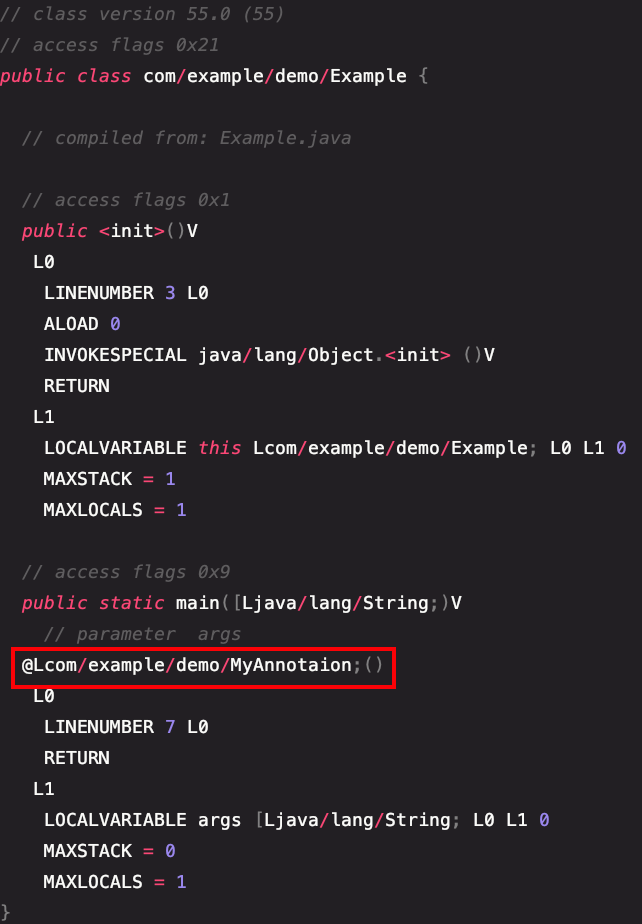 // class version 55.0 (55)
// access flags 0x21
public class com/example/demo/Example {
// compiled from: Example.java
// access flags 0x1
public <init>()V
L0
LINENUMBER 3 L0
ALOAD 0
INVOKESPECIAL java/lang/Object.<init> ()V
RETURN
L1
LOCALVARIABLE this Lcom/example/demo/Example; L0 L1 0
MAXSTACK = 1
MAXLOCALS = 1
// access flags 0x9
public static main([Ljava/lang/String;)V
// parameter  args
@Lcom/example/demo/MyAnnotaion;()
L0
LINENUMBER 7 L0
RETURN
L1
LOCALVARIABLE args [Ljava/lang/String; L0 L1 0
MAXSTACK = 0
MAXLOCALS = 1
}